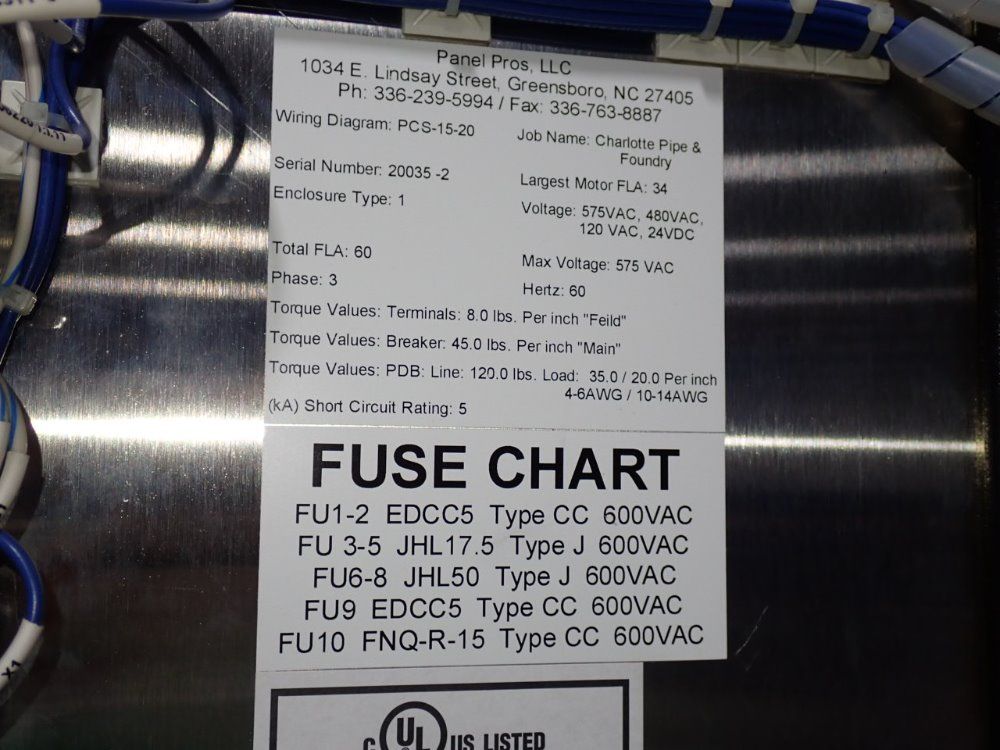 Panel Pros, LLC
1034 E. Lindsay Street, Greensboro, NC 27405
Ph: 336-239-5994 / Fax: 336-763-8887
Wiring Diagram: PCS-15-20
Job Name: Charlotte Pipe &
Foundry
Serial Number: 20035 -2
Largest Motor FLA: 34
Enclosure Type: 1
Voltage: 575VAC, 480VAC,
120 VAC, 24VDC
Total FLA: 60
Max Voltage: 575 VAC
Phase: 3
Hertz: 60
Torque Values: Terminals: 8.0 lbs. Per inch "Feild"
Torque Values: Breaker: 45.0 lbs. Per inch "Main"
Torque Values: PDB: Line: 120.0 lbs. Load: 35.0 / 20.0 Per inch
4-6AWG / 10-14AWG
(kA) Short Circuit Rating: 5
FUSE CHART
FU1-2 EDCC5 Type CC 600VAC
FU 3-5 JHL17.5 Type J 600VAC
FU6-8 JHL50 Type J 600VAC
FU9 EDCC5 Type CC 600VAC
FU10 FNQ-R-15 Type CC 600VAC
C UL US LISTED
X1